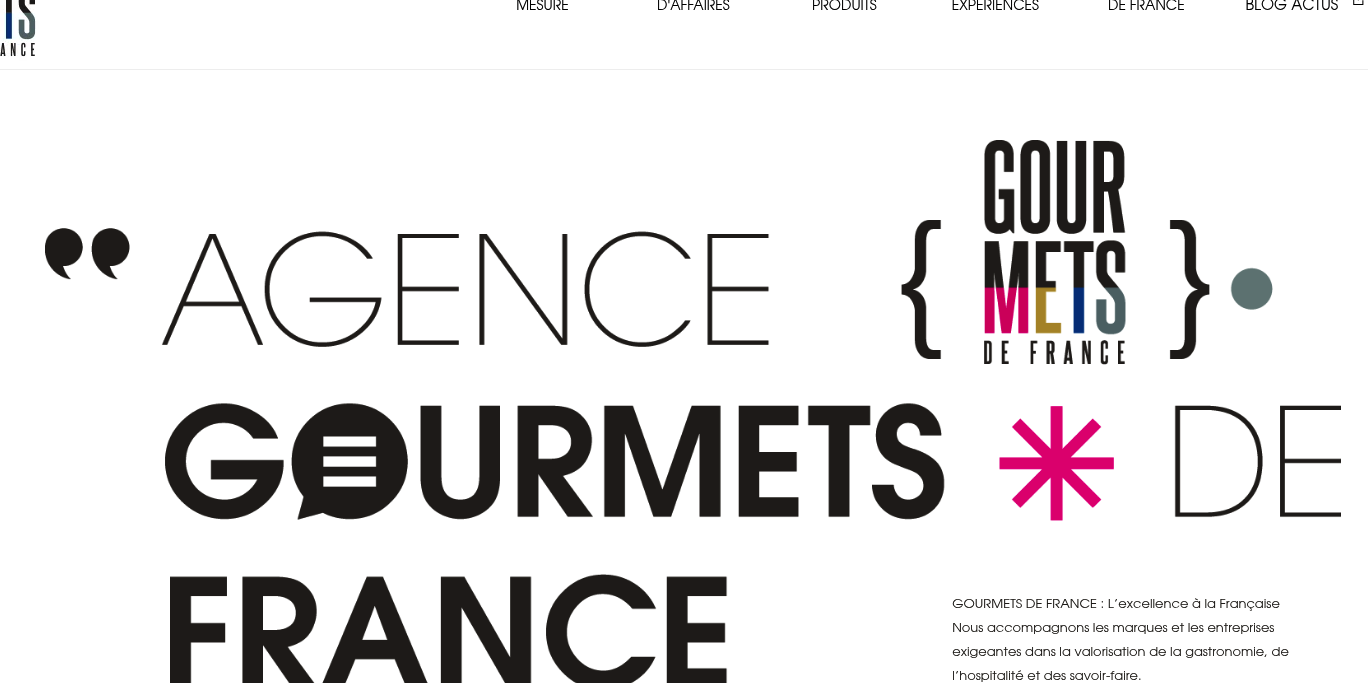 TS
ANCE
MESURE
D'AFFAIRES
PRODUITS
EXPERIENCES
DE FRANCE
BLOG ACTUS
GOUR
METS
DE FRANCE
AGENCE
GOURMETS DE
FRANCE
GOURMETS DE FRANCE : L’excellence à la Française
Nous accompagnons les marques et les entreprises
exigeantes dans la valorisation de la gastronomie, de
l’hospitalité et des savoir-faire.